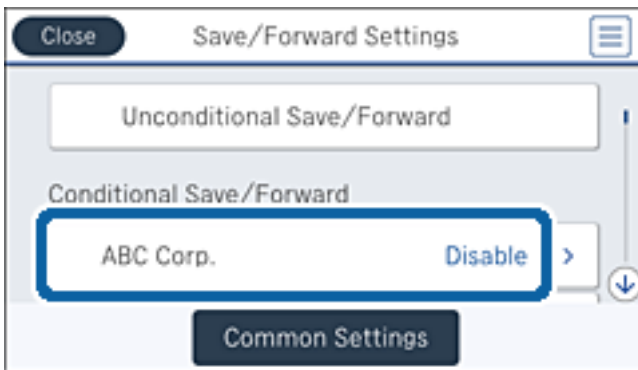 Close Save/Forward Settings
Unconditional Save/Forward
Conditional Save/Forward
ABC Corp. Disable >
Common Settings